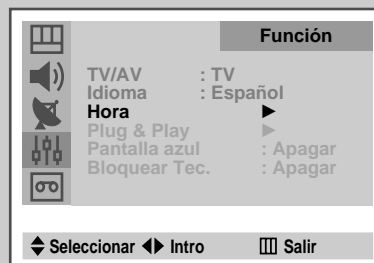 Función
TV/AV : TV
Idioma : Español
Hora ►
Plug & Play ►
Pantalla azul : Apagar
Bloquear Tec. : Apagar
Seleccionar Intro Salir